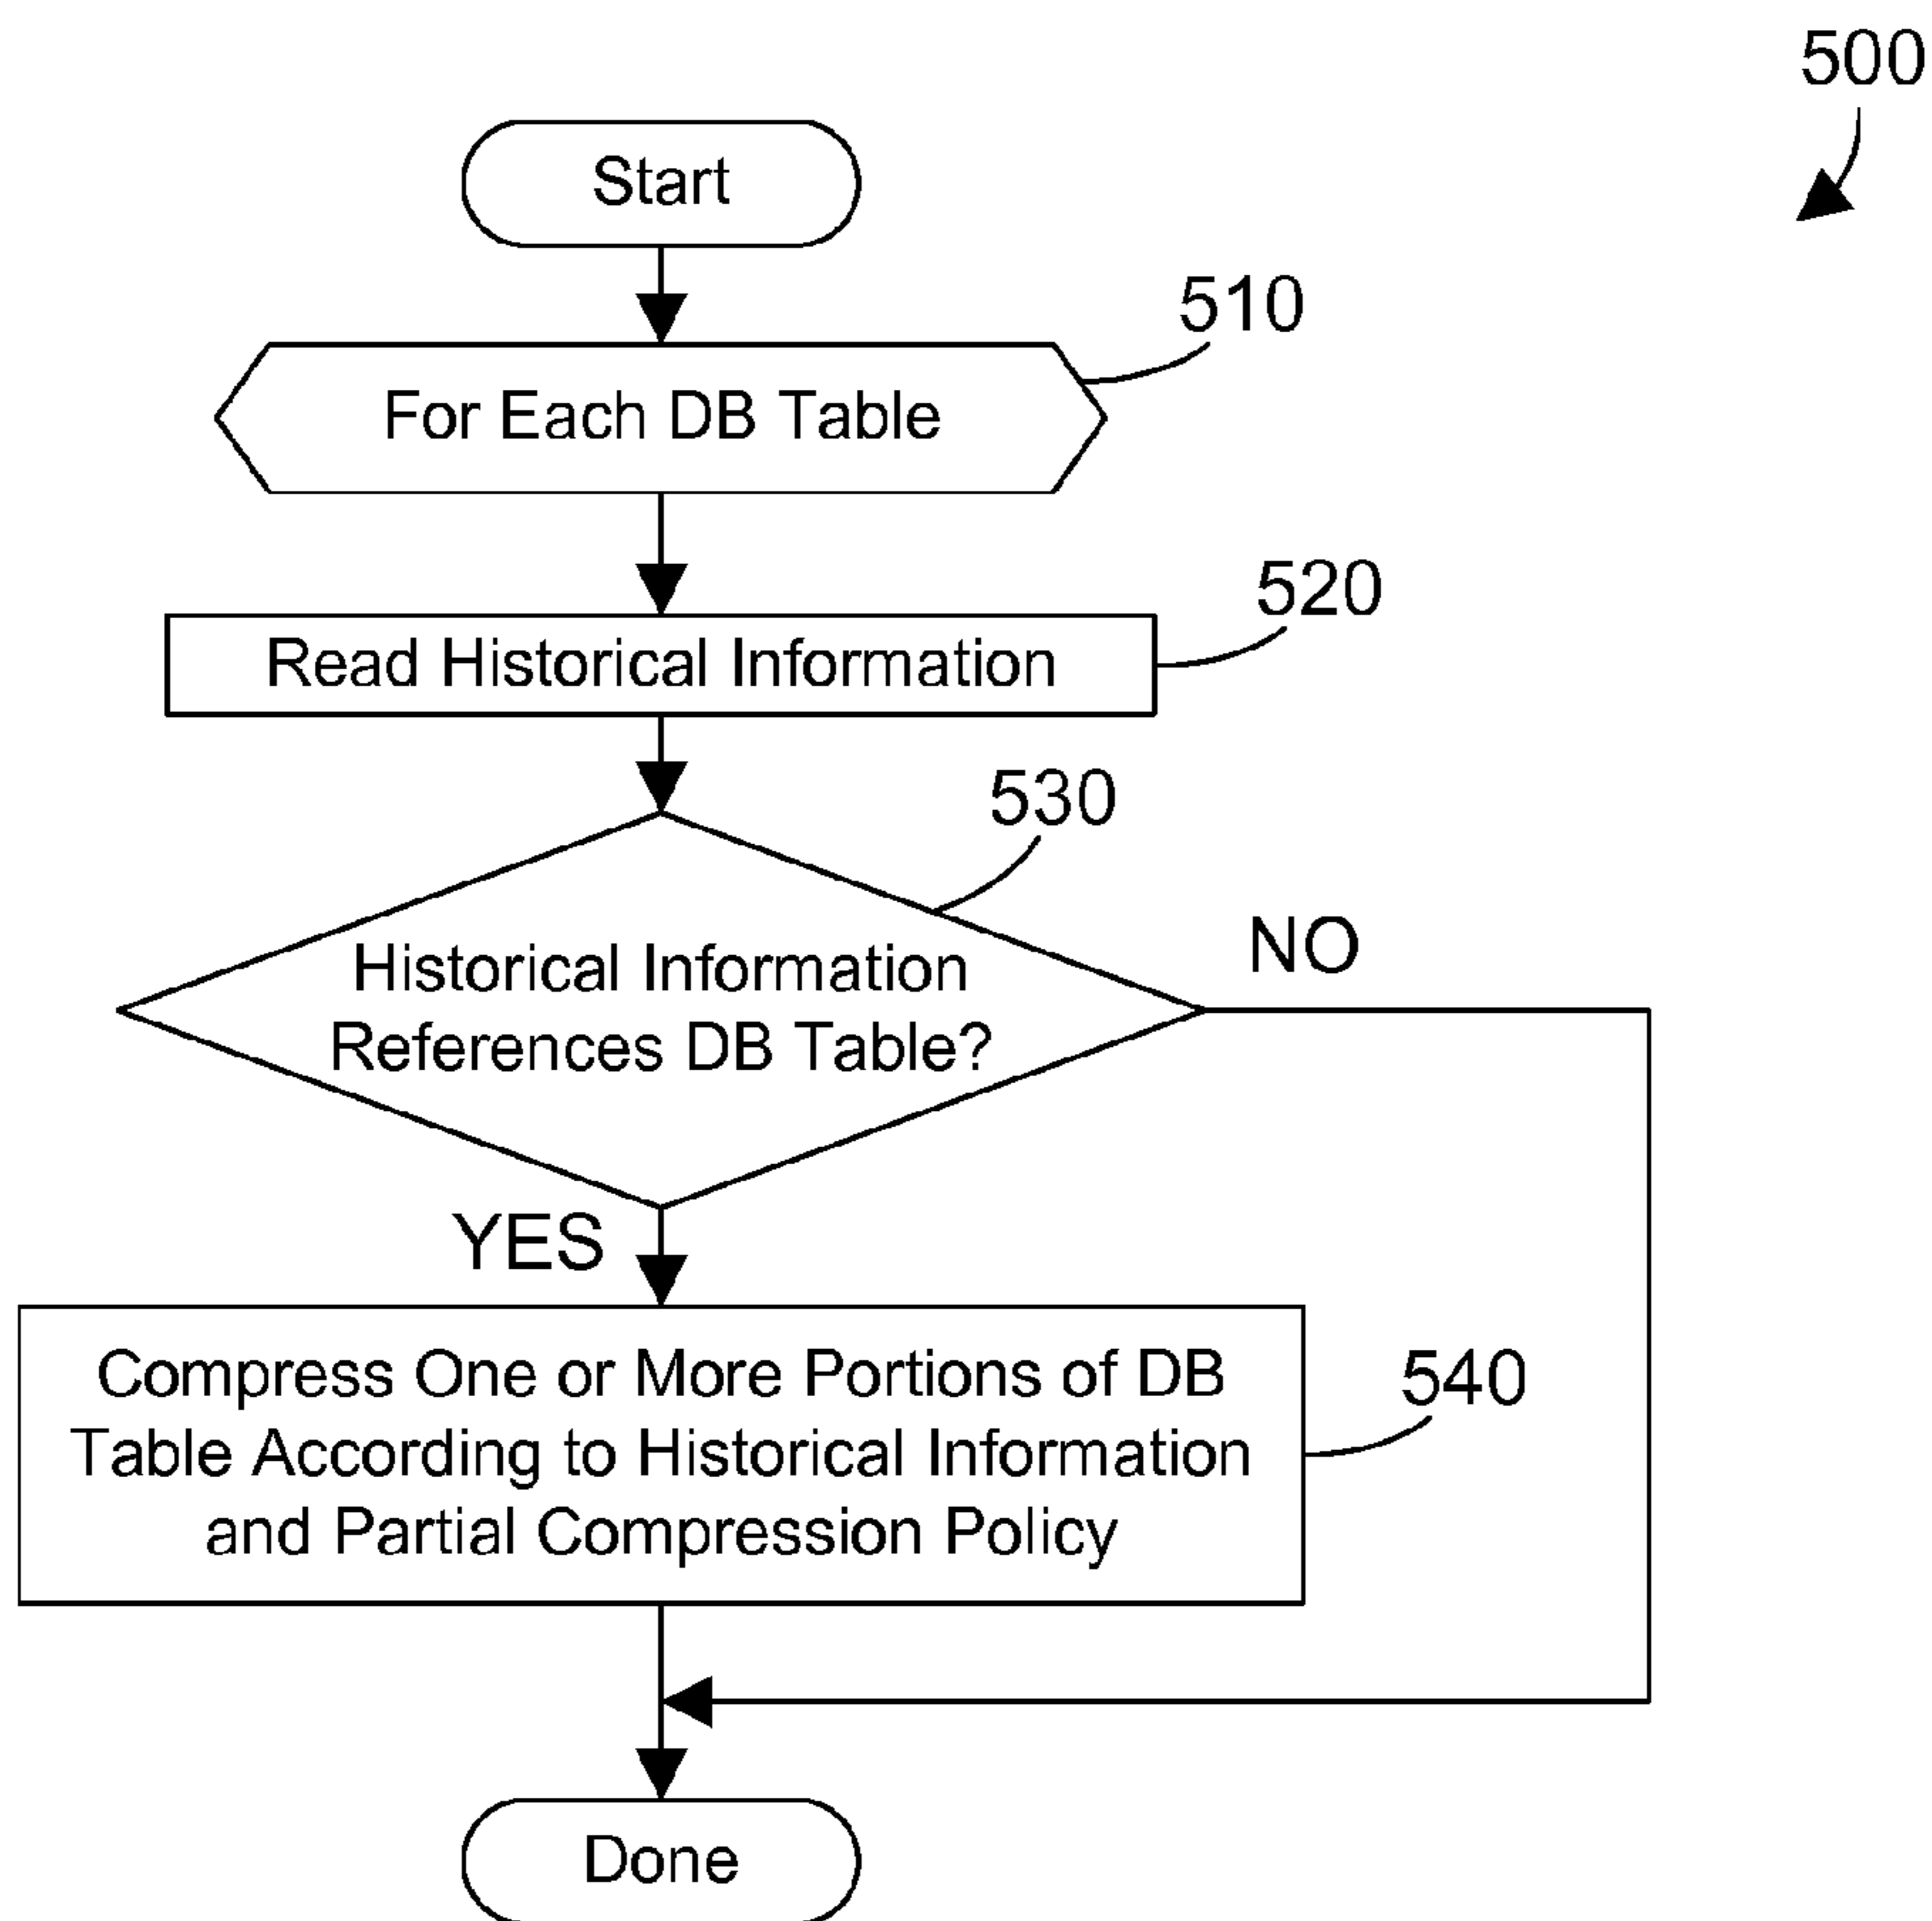 500
Start
510
For Each DB Table
520
Read Historical Information
530
Historical Information
References DB Table?
NO
YES
Compress One or More Portions of DB
Table According to Historical Information
and Partial Compression Policy
540
Done